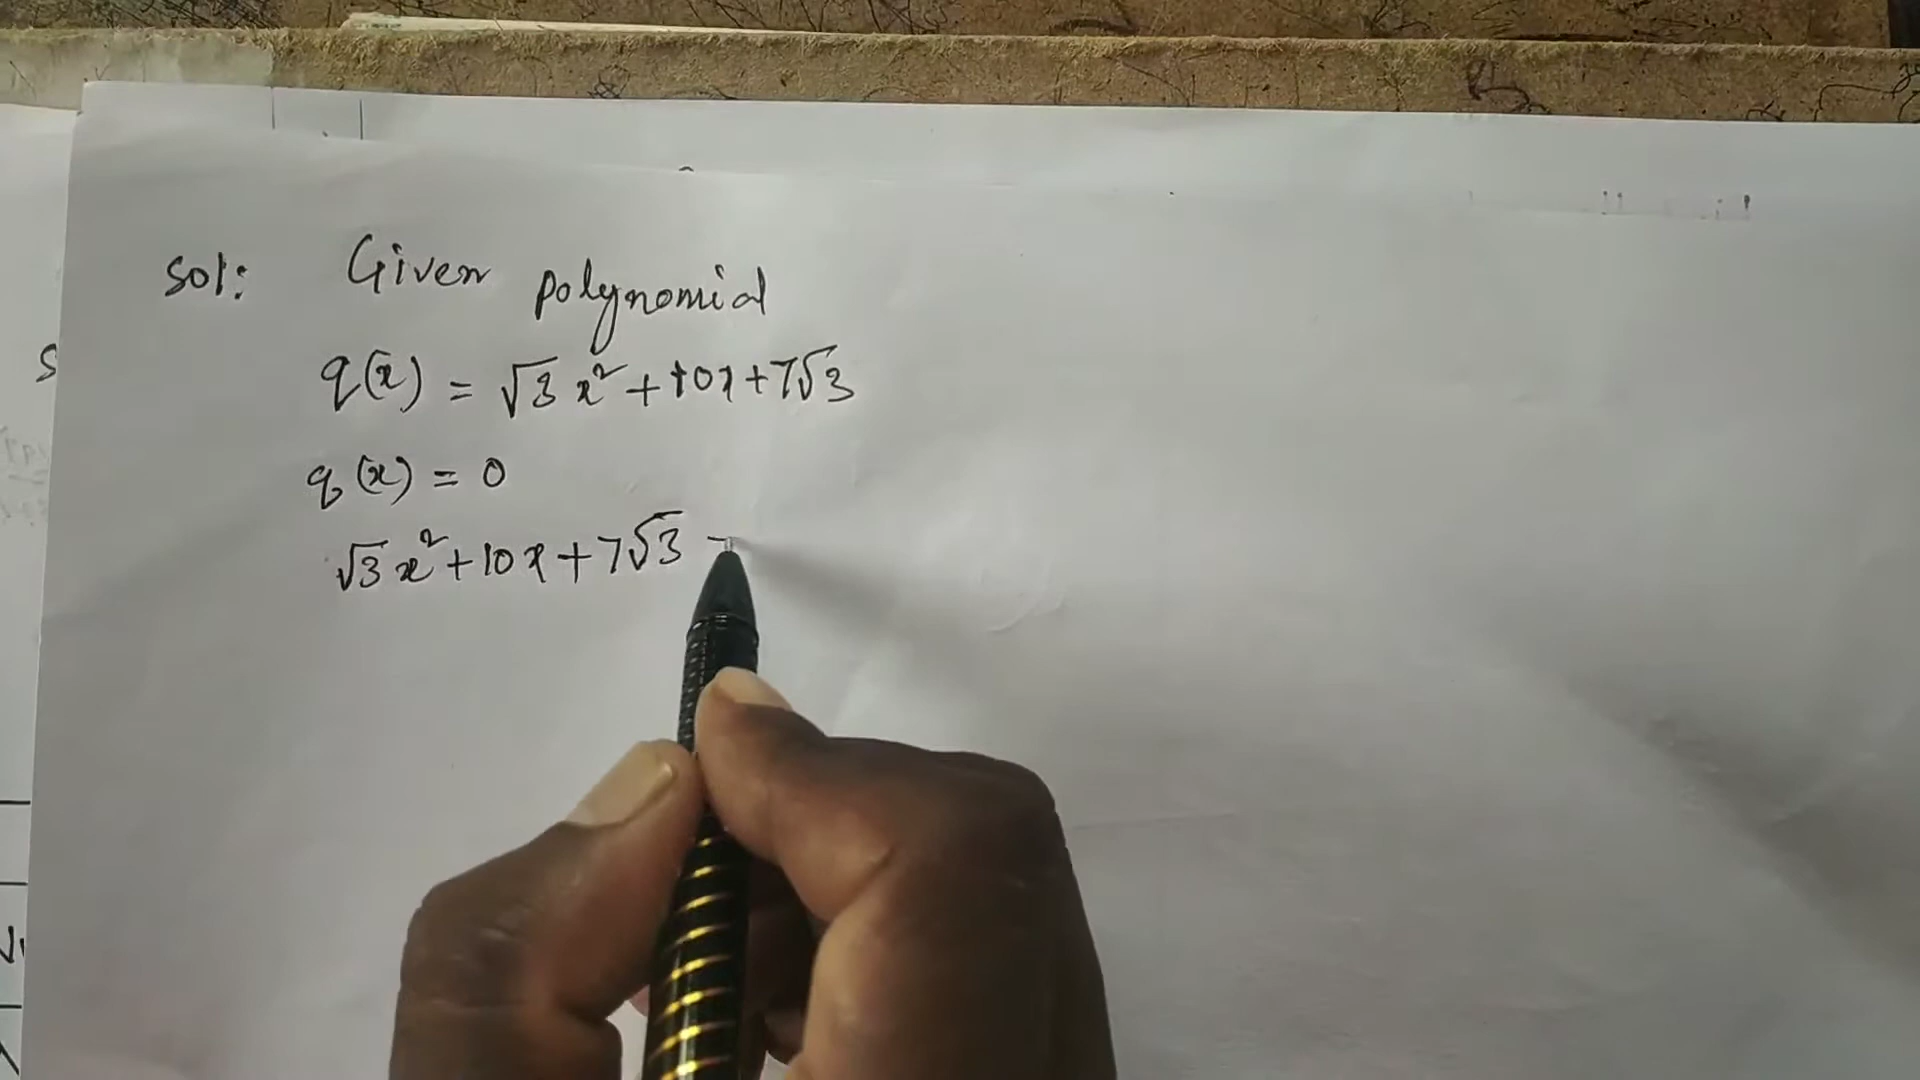 Sol: Given polynomial
q(x) = √3 x² + 10x + 7√3
q(x) = 0
√3 x² + 10x + 7√3 -